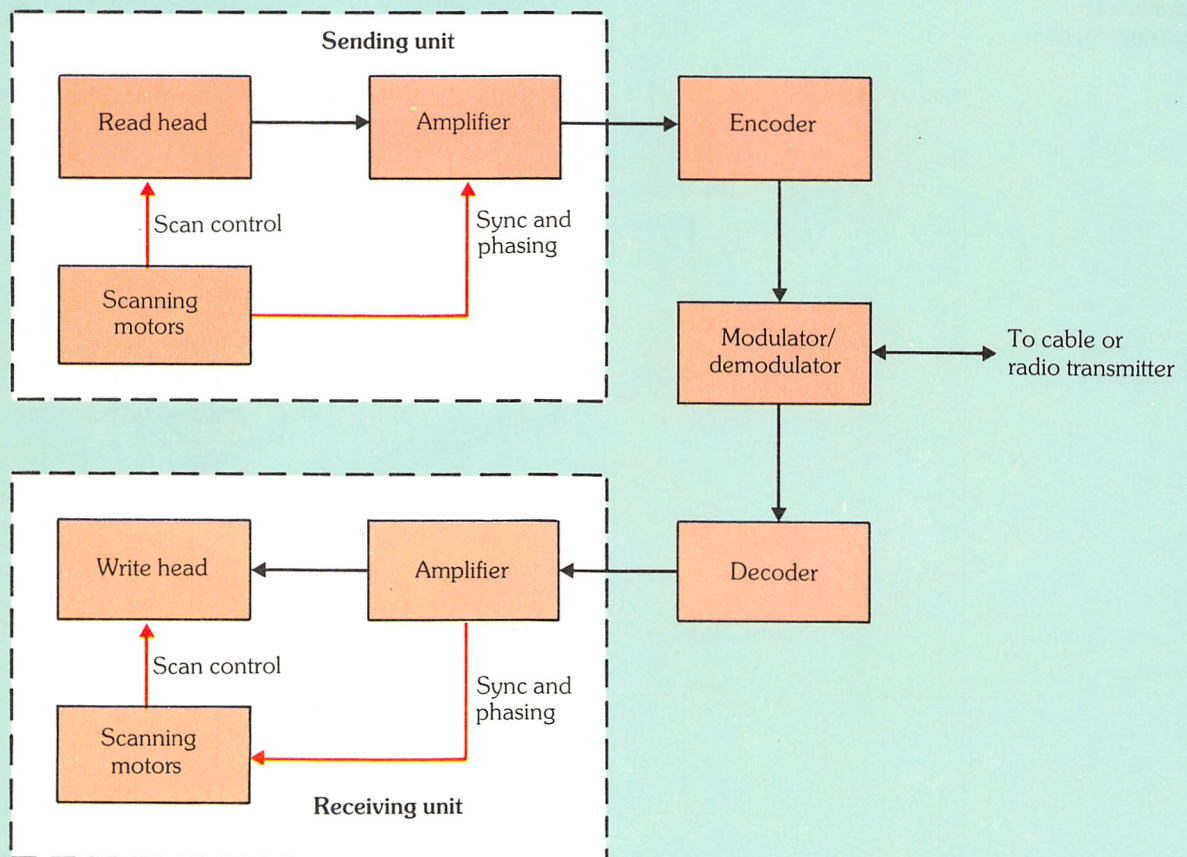 Sending unit
Read head
Amplifier
Encoder
Scan control
Sync and
phasing
Scanning
motors
Modulator/
demodulator
To cable or
radio transmitter
Write head
Amplifier
Decoder
Scan control
Sync and
phasing
Scanning
motors
Receiving unit